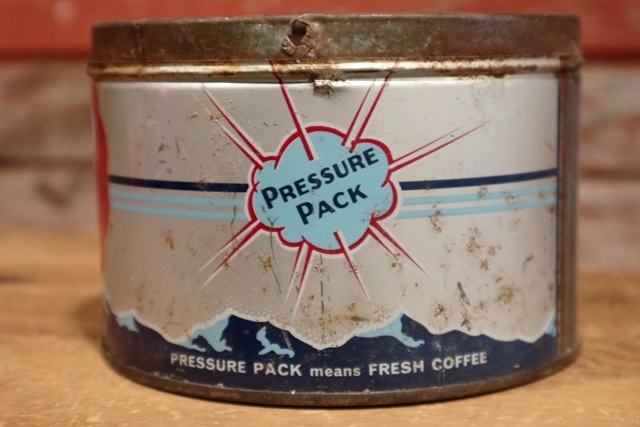 PRESSURE
PACK
PRESSURE PACK means FRESH COFFEE